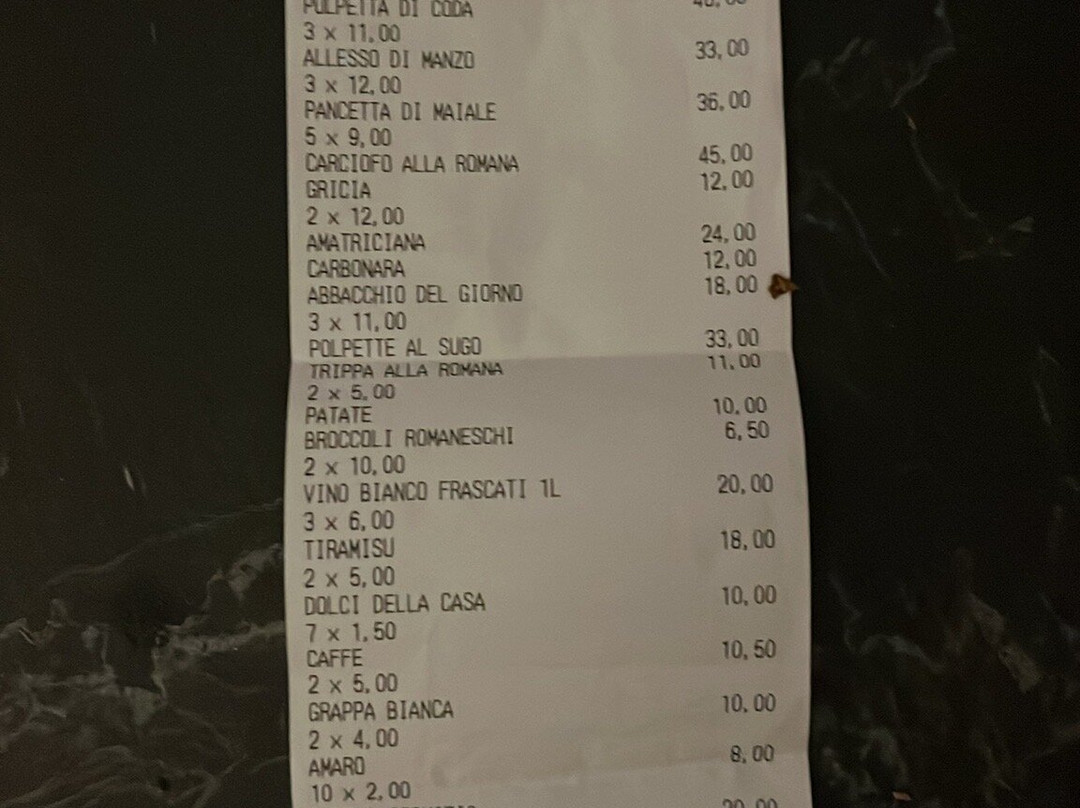 POLPETTA DI CODA
3 x 11,00
ALLESSO DI MANZO 33,00
3 x 12,00
PANCETTA DI MAIALE 36,00
5 x 9,00
CARCIOFO ALLA ROMANA 45,00
GRICIA 12,00
2 x 12,00
AMATRICIANA 24,00
CARBONARA 12,00
ABBACCHIO DEL GIORNO 18,00
3 x 11,00
POLPETTE AL SUGO 33,00
TRIPPA ALLA ROMANA 11,00
2 x 5,00
PATATE 10,00
BROCCOLI ROMANESCHI 6,50
2 x 10,00
VINO BIANCO FRASCATI 1L 20,00
3 x 6,00
TIRAMISU 18,00
2 x 5,00
DOLCI DELLA CASA 10,00
7 x 1,50
CAFFE 10,50
2 x 5,00
GRAPPA BIANCA 10,00
2 x 4,00
AMARO 8,00
10 x 2,00
20,00